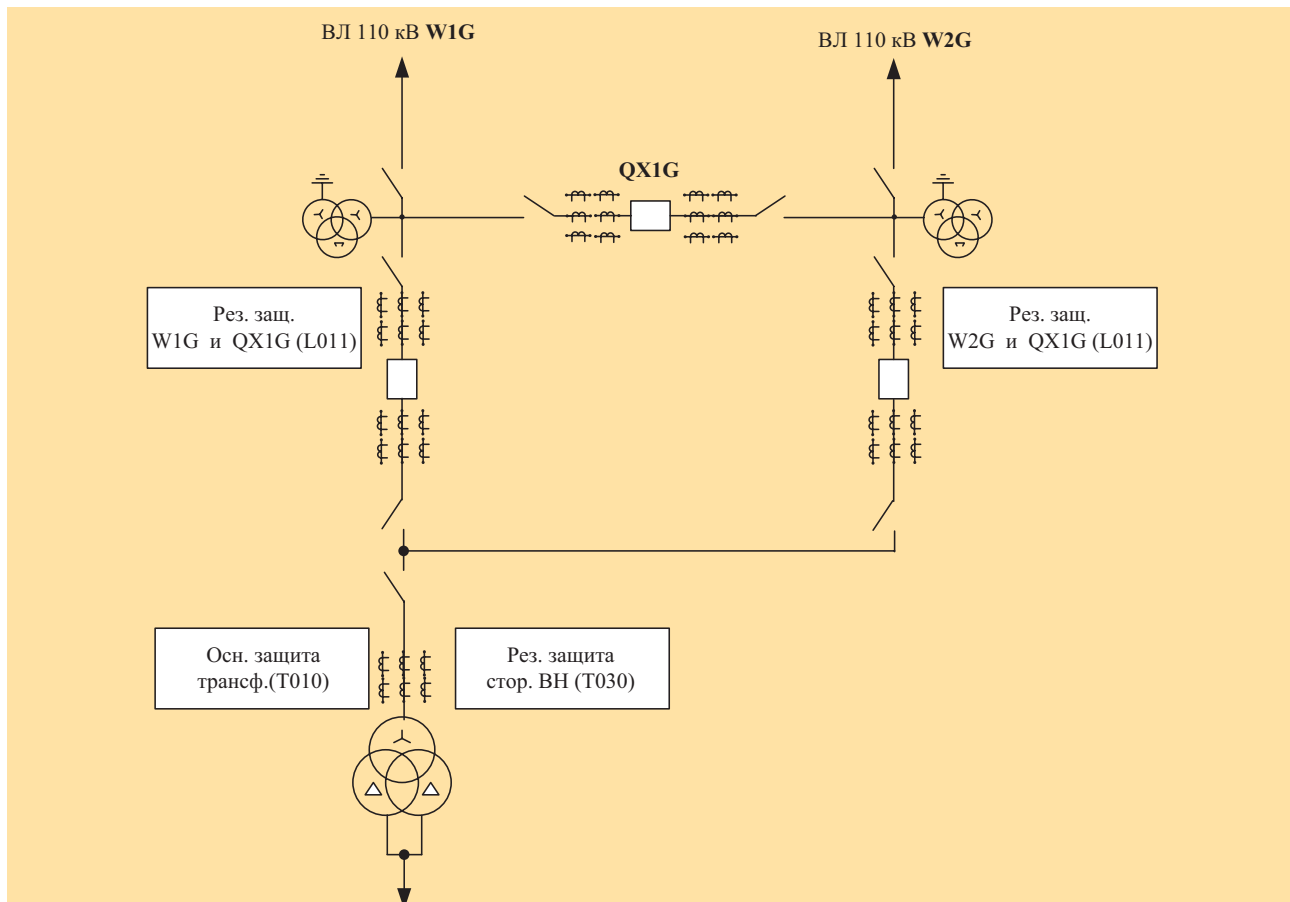 ВЛ 110 кВ W1G
ВЛ 110 кВ W2G
QX1G
Рез. защ.
W1G и QX1G (L011)
Рез. защ.
W2G и QX1G (L011)
Осн. защита
трансф.(T010)
Рез. защита
стор. ВН (T030)